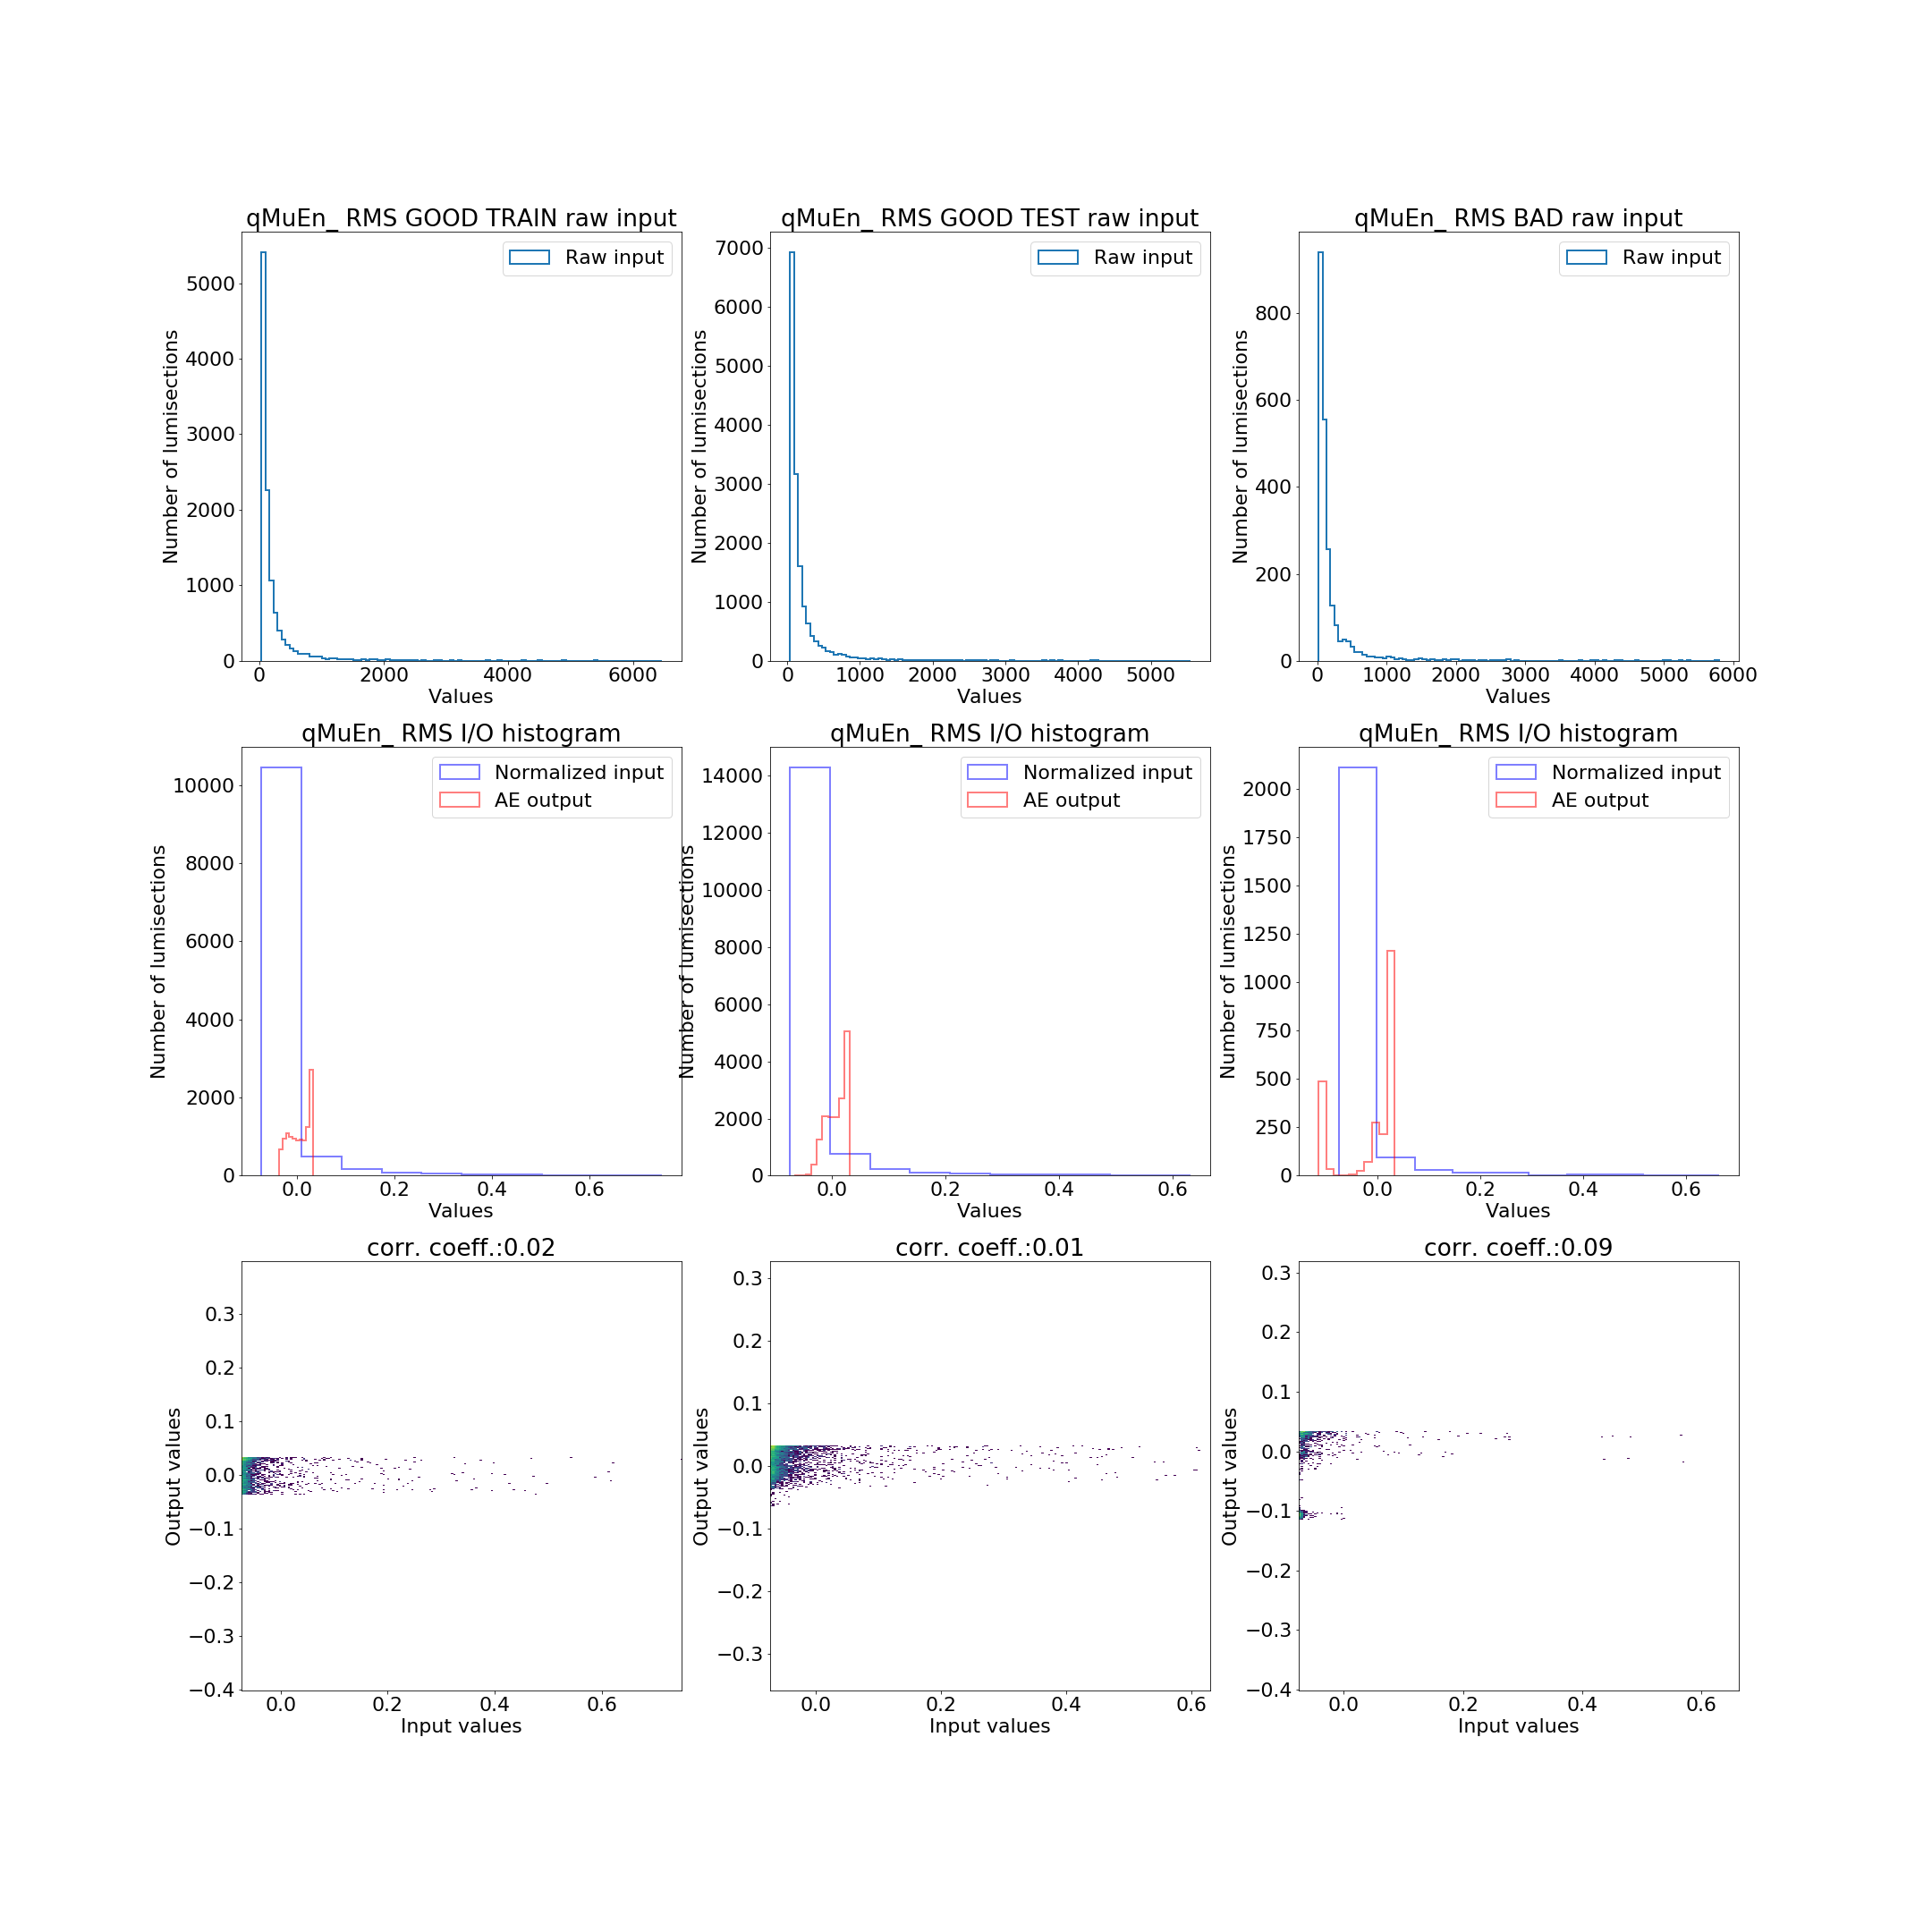 qMuEn_ RMS GOOD TRAIN raw input
Raw input
5000
4000
3000
2000
1000
0
Number of lumisections
0 2000 4000 6000
Values
qMuEn_ RMS GOOD TEST raw input
Raw input
7000
6000
5000
4000
3000
2000
1000
0
Number of lumisections
0 1000 2000 3000 4000 5000
Values
qMuEn_ RMS BAD raw input
Raw input
800
600
400
200
0
Number of lumisections
0 1000 2000 3000 4000 5000 6000
Values
qMuEn_ RMS I/O histogram
Normalized input
AE output
10000
8000
6000
4000
2000
0
Number of lumisections
0.0 0.2 0.4 0.6
Values
qMuEn_ RMS I/O histogram
Normalized input
AE output
14000
12000
10000
8000
6000
4000
2000
0
Number of lumisections
0.0 0.2 0.4 0.6
Values
qMuEn_ RMS I/O histogram
Normalized input
AE output
2000
1750
1500
1250
1000
750
500
250
0
Number of lumisections
0.0 0.2 0.4 0.6
Values
corr. coeff.:0.02
0.3
0.2
0.1
0.0
−0.1
−0.2
−0.3
−0.4
Output values
0.0 0.2 0.4 0.6
Input values
corr. coeff.:0.01
0.3
0.2
0.1
0.0
−0.1
−0.2
−0.3
Output values
0.0 0.2 0.4 0.6
Input values
corr. coeff.:0.09
0.3
0.2
0.1
0.0
−0.1
−0.2
−0.3
−0.4
Output values
0.0 0.2 0.4 0.6
Input values